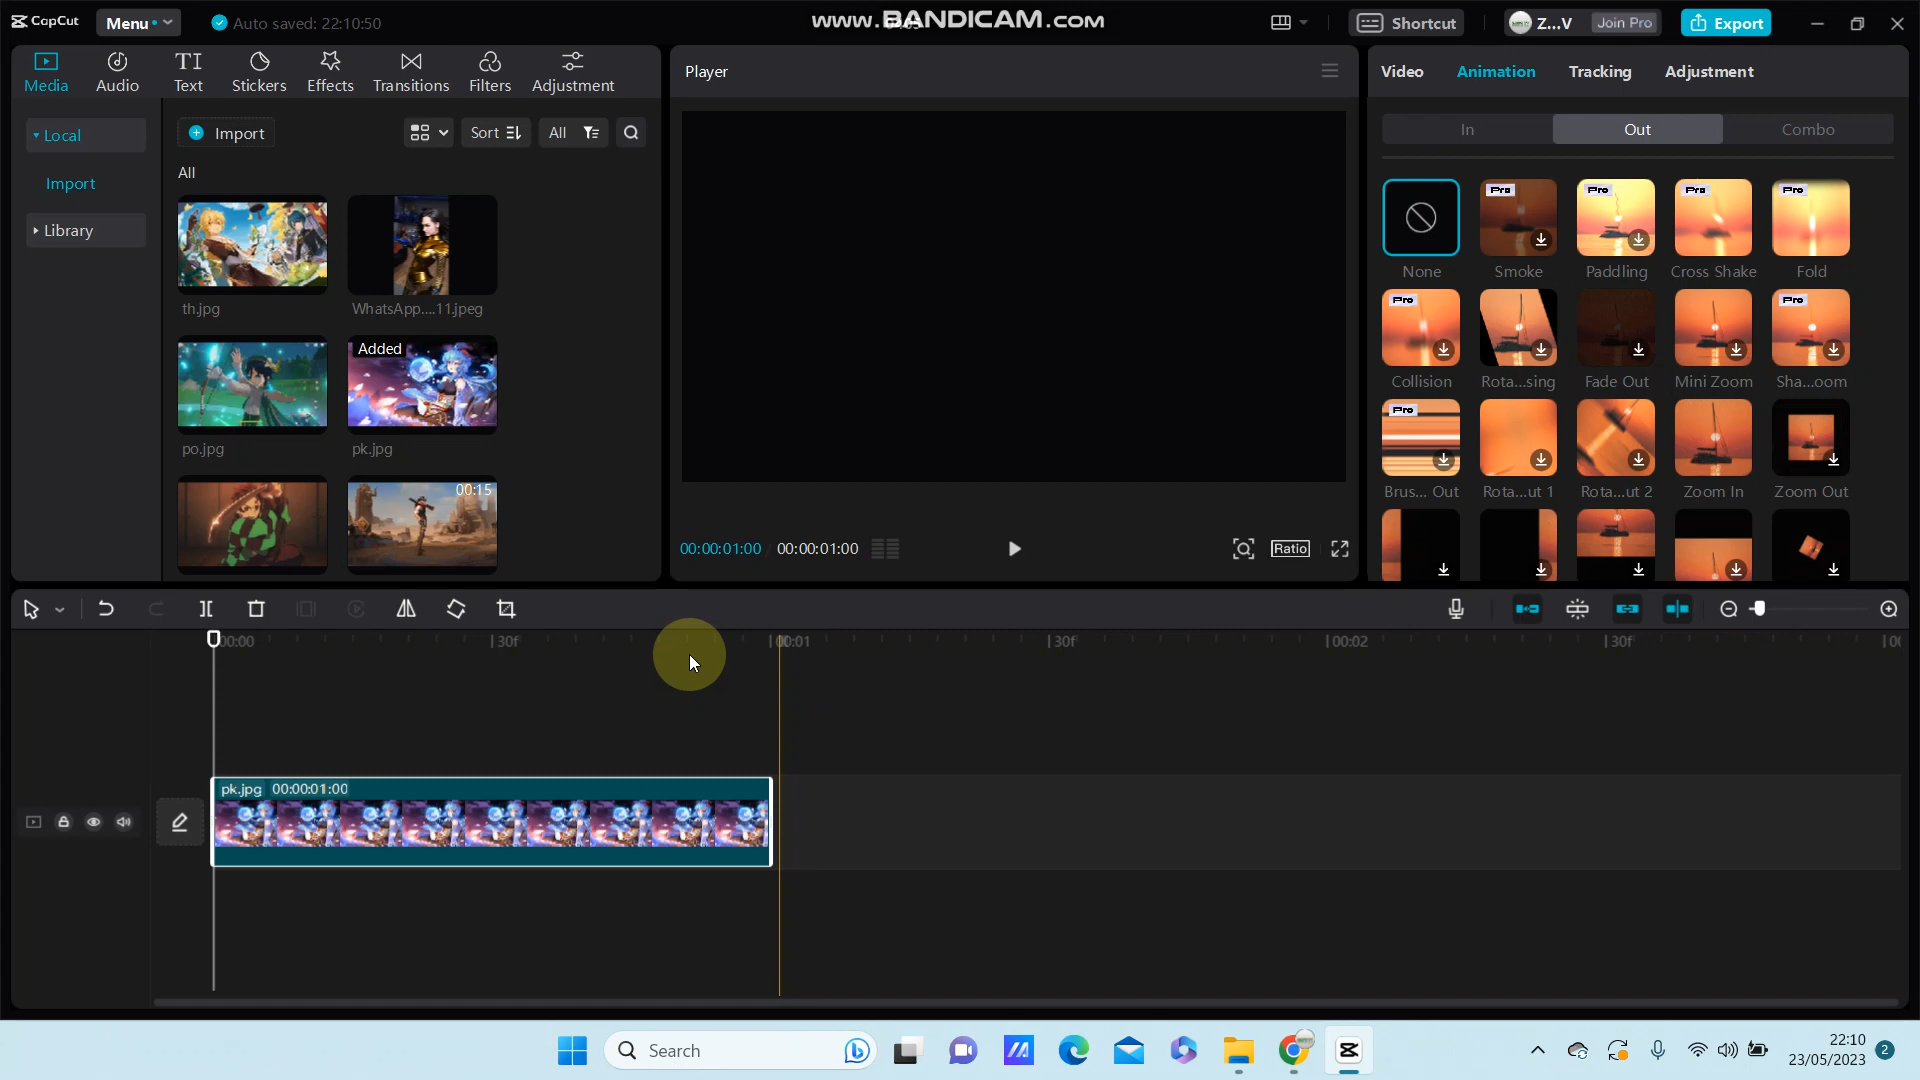 CapCut
Menu
Auto saved: 22:10:50
www.BANDICAM.com
Shortcut
Z...V
Join Pro
Export
Media
Audio
Text
Stickers
Effects
Transitions
Filters
Adjustment
Local
Import
Library
Import
Sort
All
All
th.jpg
WhatsApp....11.jpeg
Added
po.jpg
pk.jpg
00:15
Player
00:00:01:00
00:00:01:00
Ratio
Video
Animation
Tracking
Adjustment
In
Out
Combo
Pro
Pro
Pro
Pro
None
Smoke
Paddling
Cross Shake
Fold
Pro
Pro
Collision
Rota...sing
Fade Out
Mini Zoom
Sha...oom
Pro
Brus... Out
Rota...ut 1
Rota...ut 2
Zoom In
Zoom Out
00:00
30f
00:01
30f
00:02
30f
pk.jpg 00:00:01:00
Search
22:10
23/05/2023
2